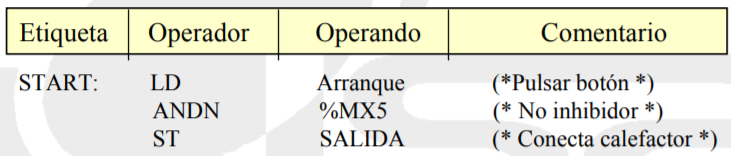 Etiqueta Operador Operando Comentario
START: LD Arranque (*Pulsar botón *)
ANDN %MX5 (* No inhibidor *)
ST SALIDA (* Conecta calefactor *)